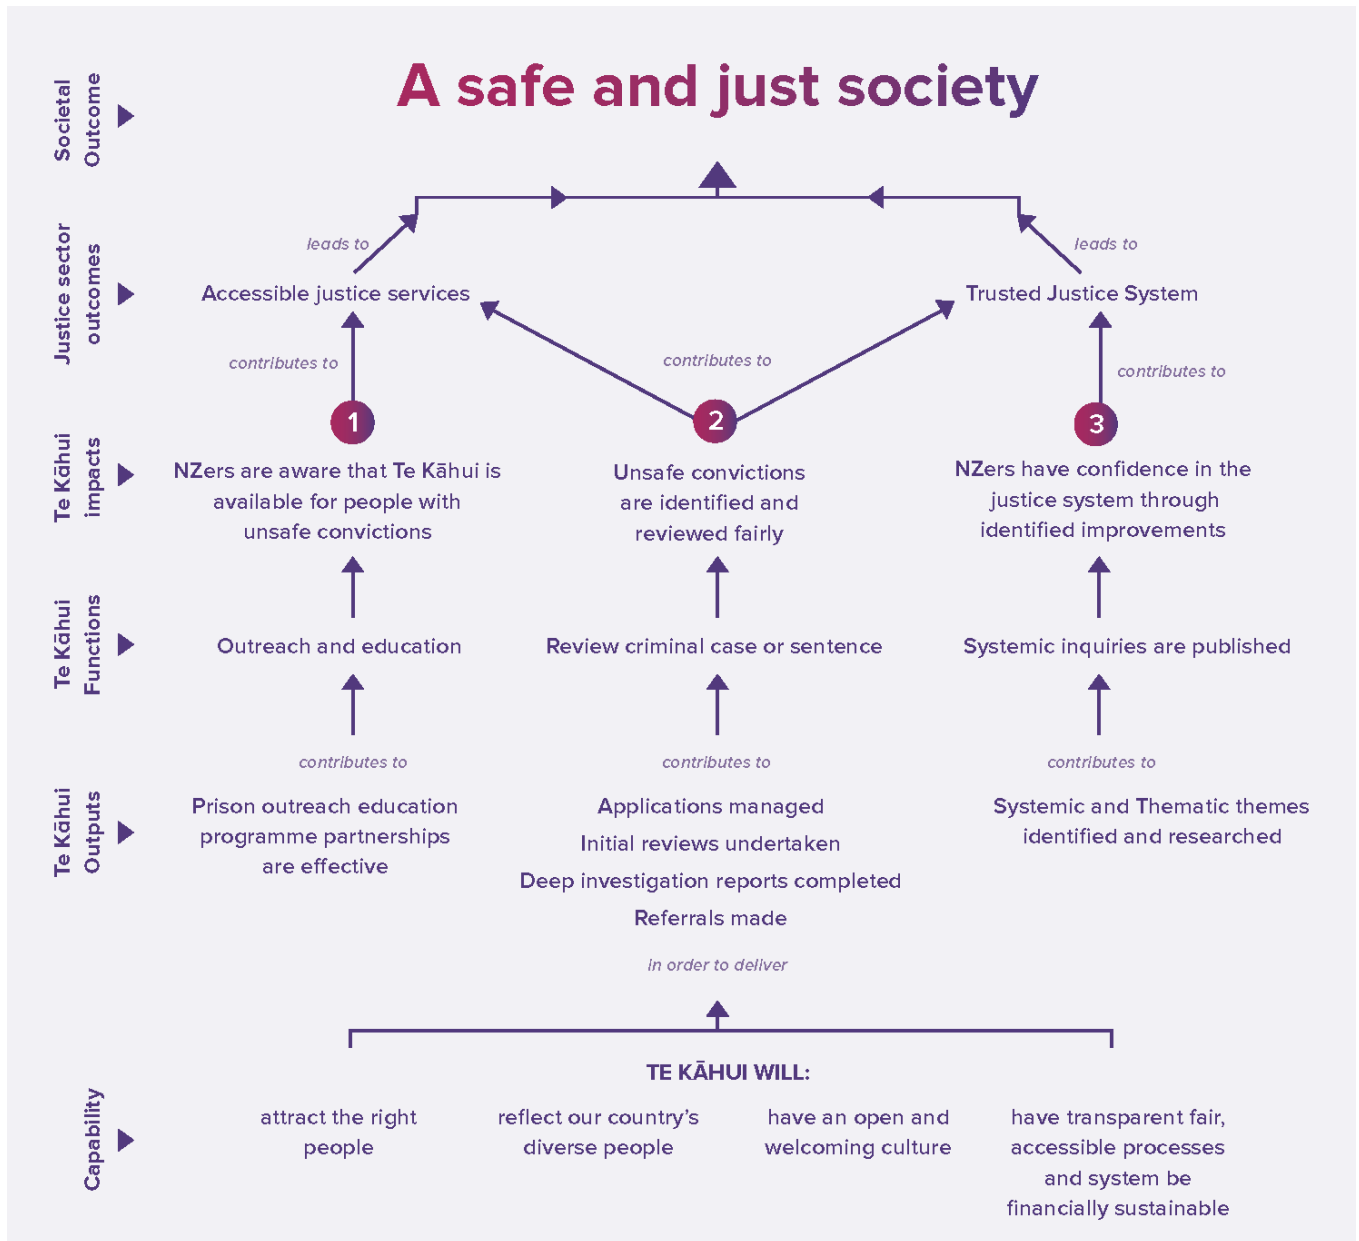 Societal
Outcome
A safe and just society
Justice sector
outcomes
leads to
leads to
Accessible justice services
Trusted Justice System
contributes to
contributes to
contributes to
Te Kāhui
impacts
1
2
3
NZers are aware that Te Kāhui is
available for people with
unsafe convictions
Unsafe convictions
are identified and
reviewed fairly
NZers have confidence in the
justice system through
identified improvements
Te Kāhui
Functions
Outreach and education
Review criminal case or sentence
Systemic inquiries are published
contributes to
contributes to
contributes to
Te Kāhui
Outputs
Prison outreach education
programme partnerships
are effective
Applications managed
Initial reviews undertaken
Deep investigation reports completed
Referrals made
Systemic and Thematic themes
identified and researched
in order to deliver
Capability
TE KĀHUI WILL:
attract the right
people
reflect our country's
diverse people
have an open and
welcoming culture
have transparent fair,
accessible processes
and system be
financially sustainable